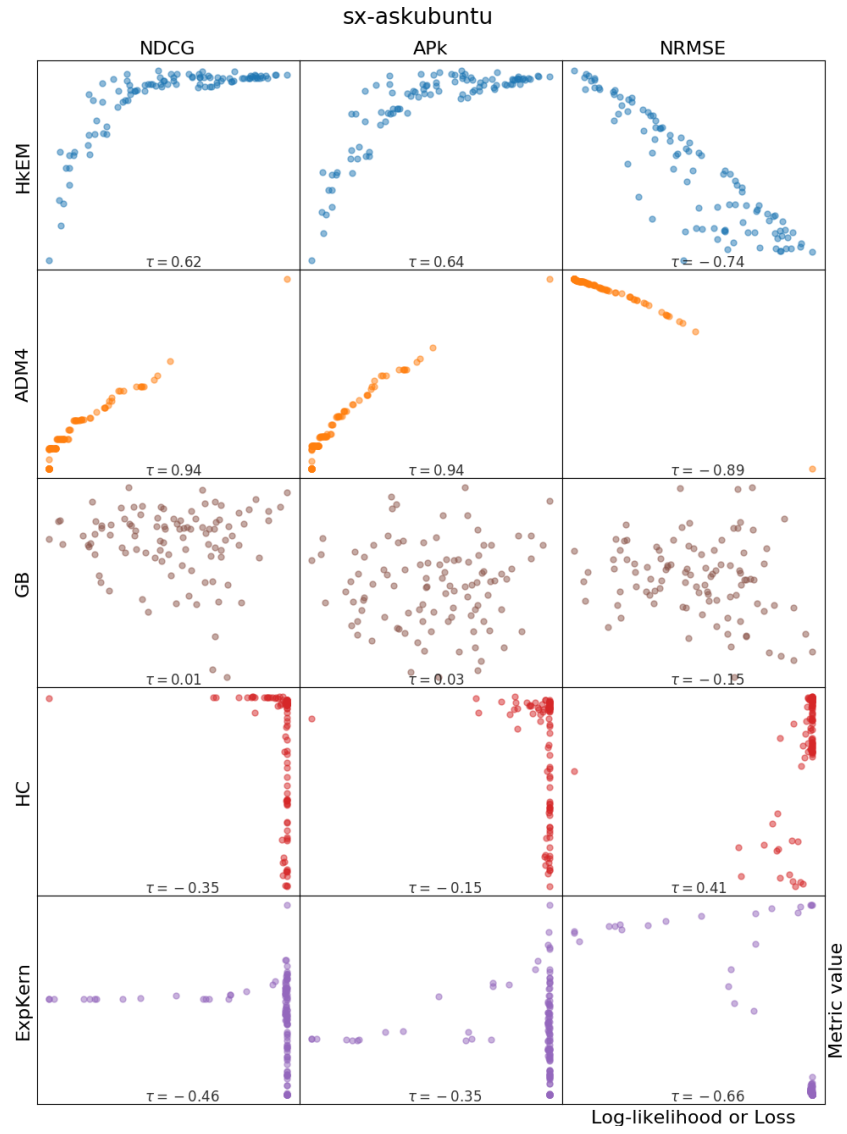 sx-askubuntu
NDCG APk NRMSE
HkEM
τ = 0.62 τ = 0.64 τ = −0.74
ADM4
τ = 0.94 τ = 0.94 τ = −0.89
GB
τ = 0.01 τ = 0.03 τ = −0.15
HC
τ = −0.35 τ = −0.15 τ = 0.41
ExpKern
τ = −0.46 τ = −0.35 τ = −0.66
Metric value
Log-likelihood or Loss